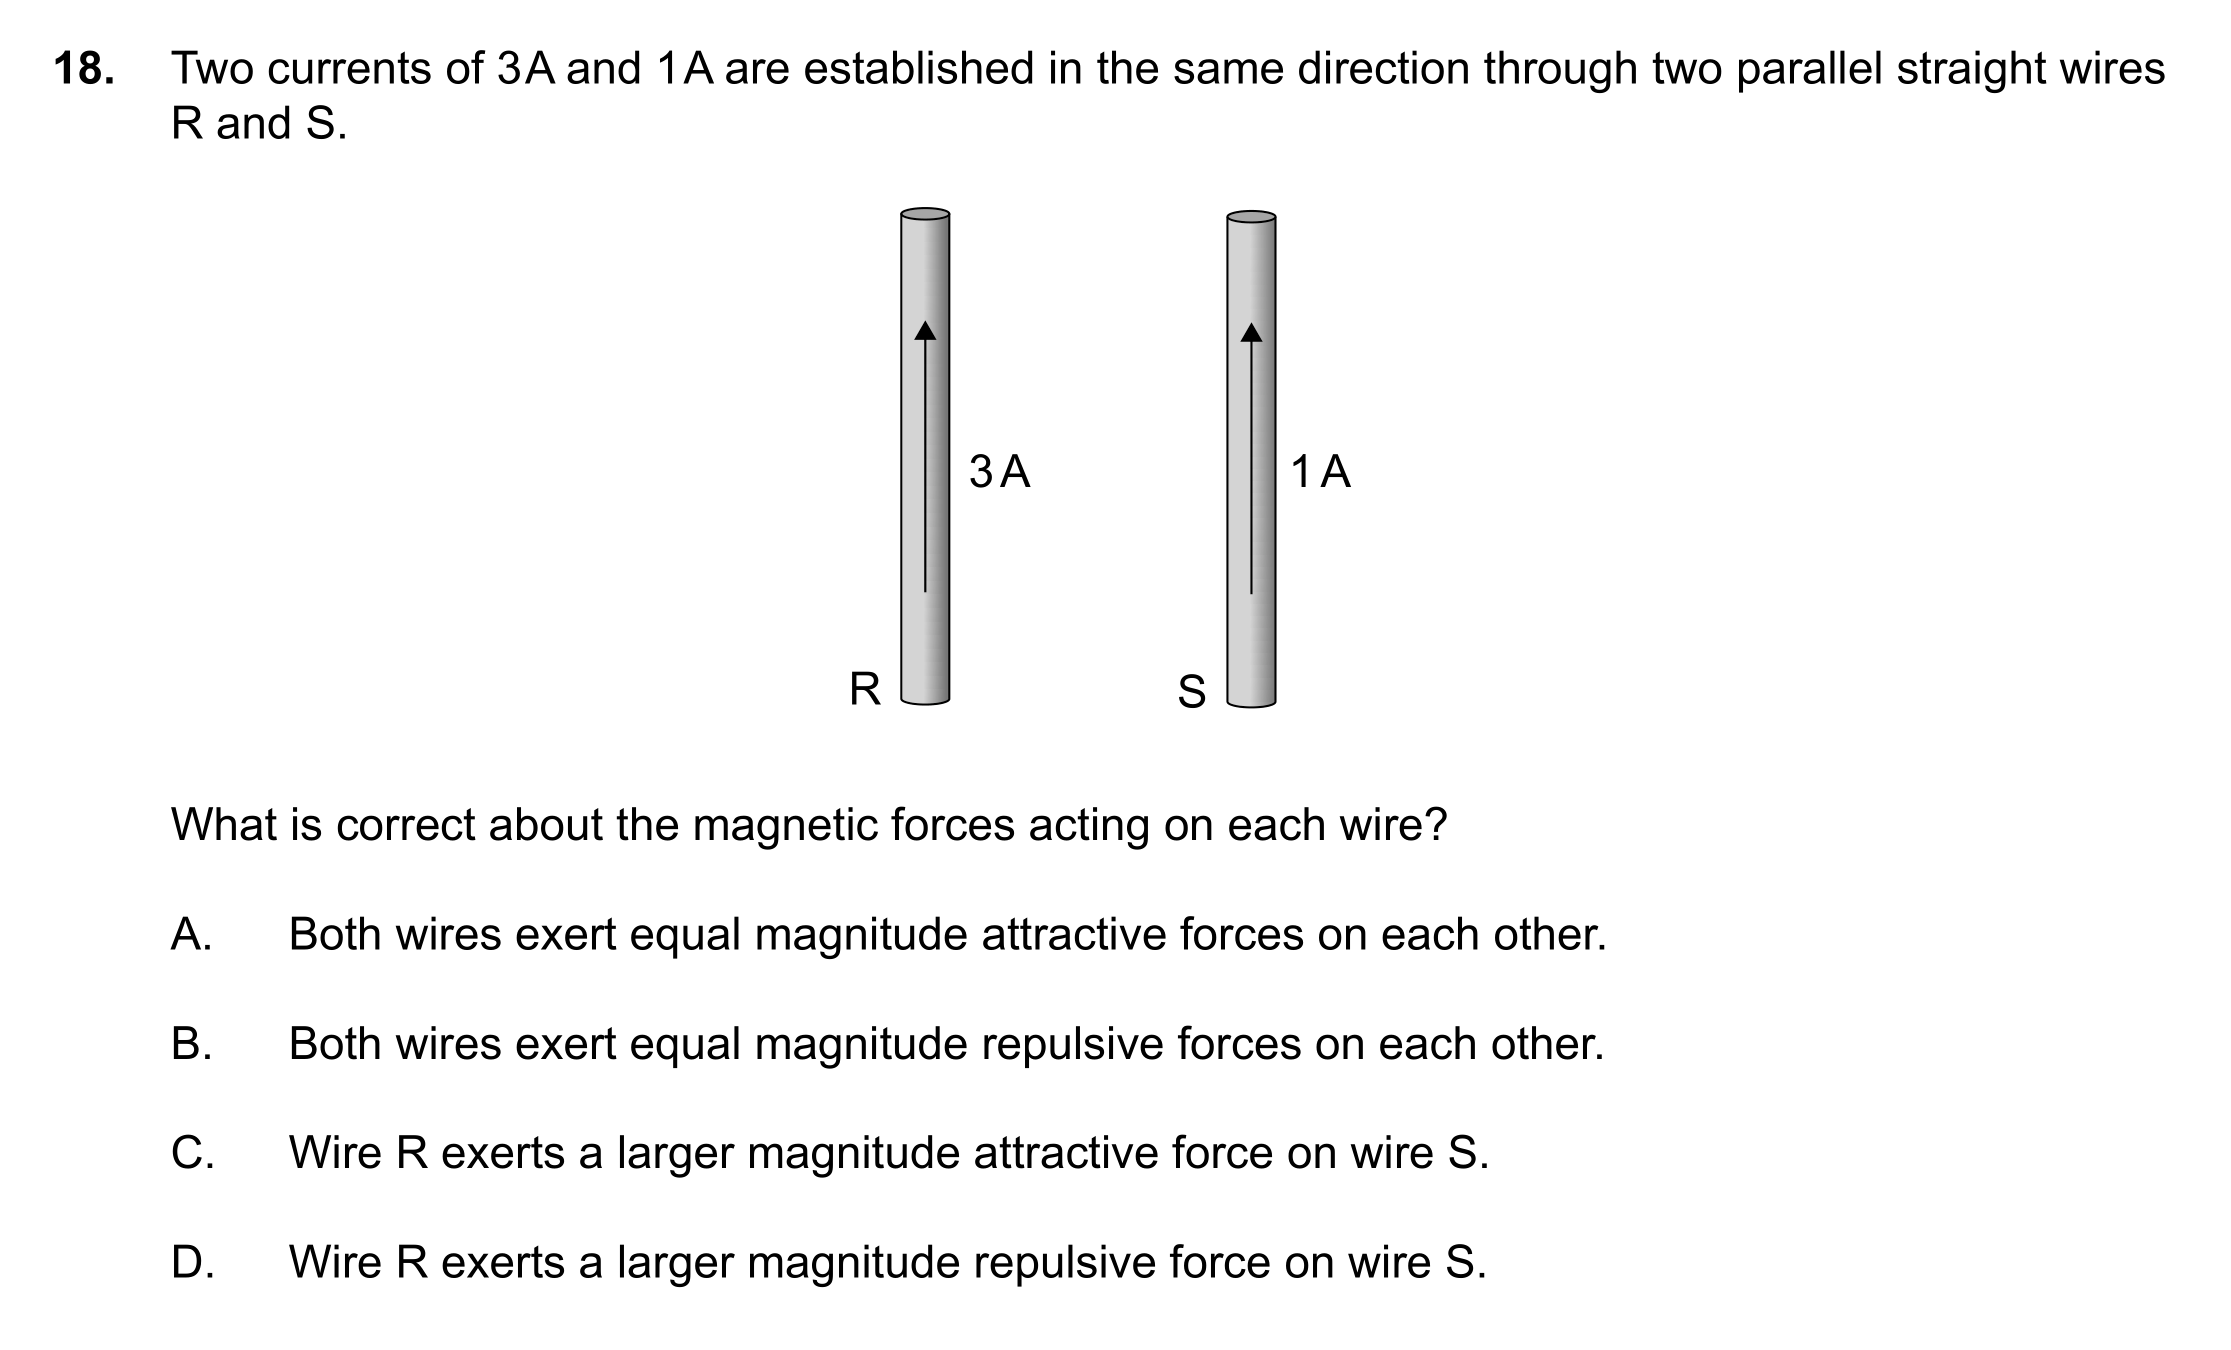 18. Two currents of 3A and 1A are established in the same direction through two parallel straight wires
R and S.
3A
1A
R
S
What is correct about the magnetic forces acting on each wire?
A. Both wires exert equal magnitude attractive forces on each other.
B. Both wires exert equal magnitude repulsive forces on each other.
C. Wire R exerts a larger magnitude attractive force on wire S.
D. Wire R exerts a larger magnitude repulsive force on wire S.